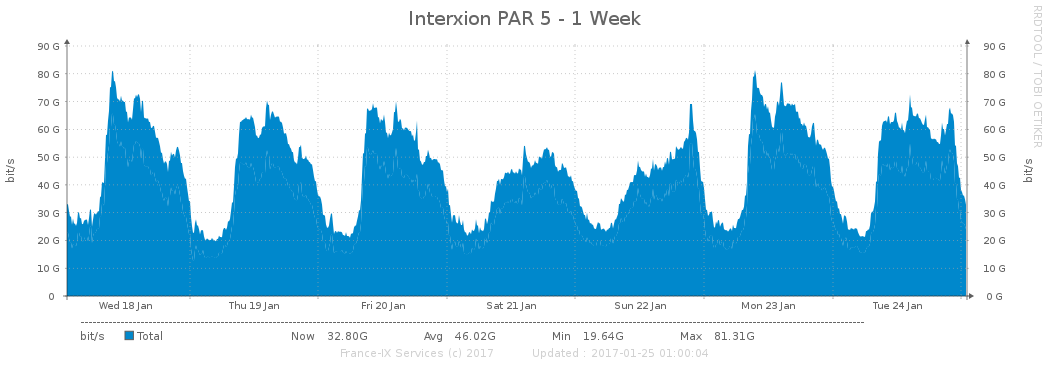 Interxion PAR 5 - 1 Week
RRDTOOL / TOBI OETIKER
90 G 90 G
80 G 80 G
70 G 70 G
60 G 60 G
50 G 50 G
40 G 40 G
30 G 30 G
20 G 20 G
10 G 10 G
0 0 G
bit/s bit/s
Wed 18 Jan Thu 19 Jan Fri 20 Jan Sat 21 Jan Sun 22 Jan Mon 23 Jan Tue 24 Jan
bit/s Total Now 32.80G Avg 46.02G Min 19.64G Max 81.31G
France-IX Services (c) 2017 Updated : 2017-01-25 01:00:04